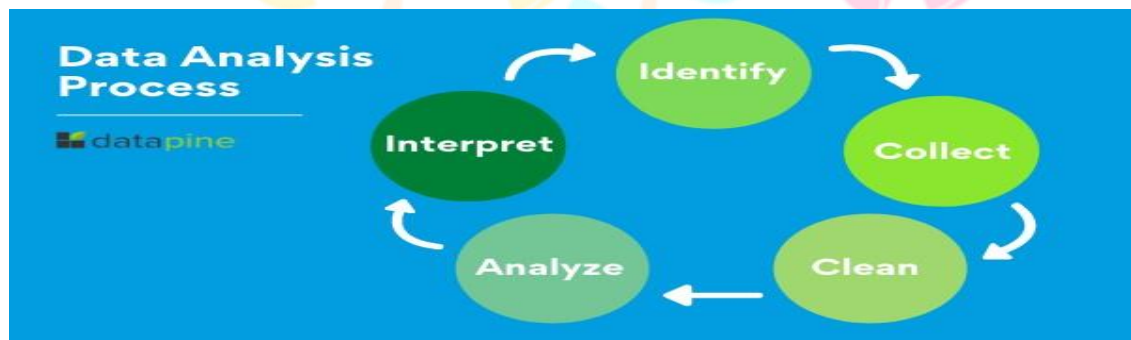 Data Analysis
Process
datapine
Identify
Collect
Clean
Analyze
Interpret